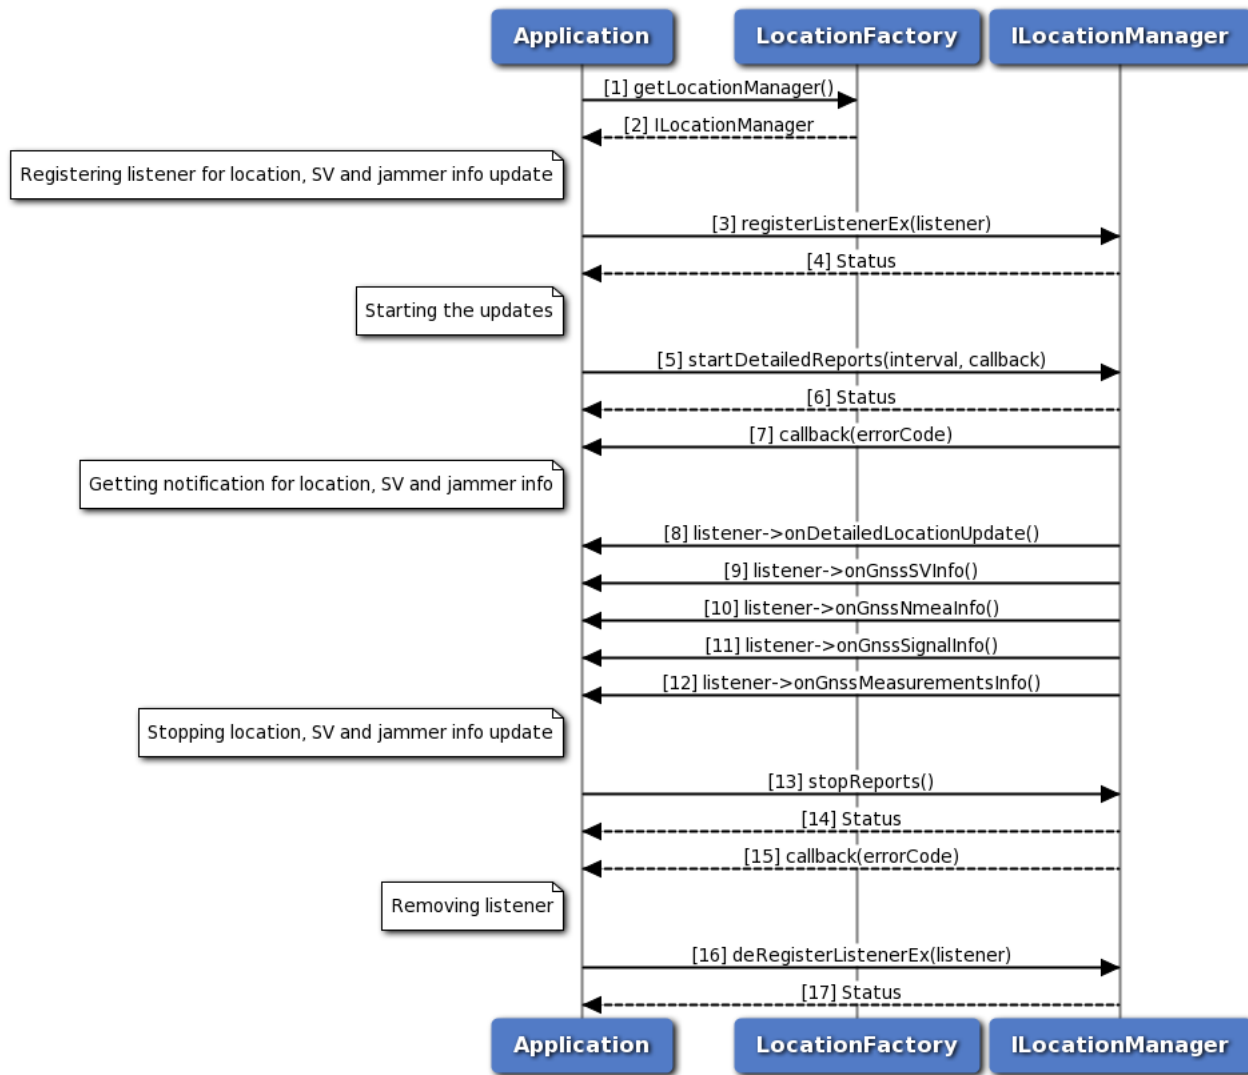 Application LocationFactory ILocationManager
[1] getLocationManager()
[2] ILocationManager
Registering listener for location, SV and jammer info update
[3] registerListenerEx(listener)
[4] Status
Starting the updates
[5] startDetailedReports(interval, callback)
[6] Status
[7] callback(errorCode)
Getting notification for location, SV and jammer info
[8] listener->onDetailedLocationUpdate()
[9] listener->onGnssSVInfo()
[10] listener->onGnssNmeaInfo()
[11] listener->onGnssSignalInfo()
[12] listener->onGnssMeasurementsInfo()
Stopping location, SV and jammer info update
[13] stopReports()
[14] Status
[15] callback(errorCode)
Removing listener
[16] deRegisterListenerEx(listener)
[17] Status
Application LocationFactory ILocationManager